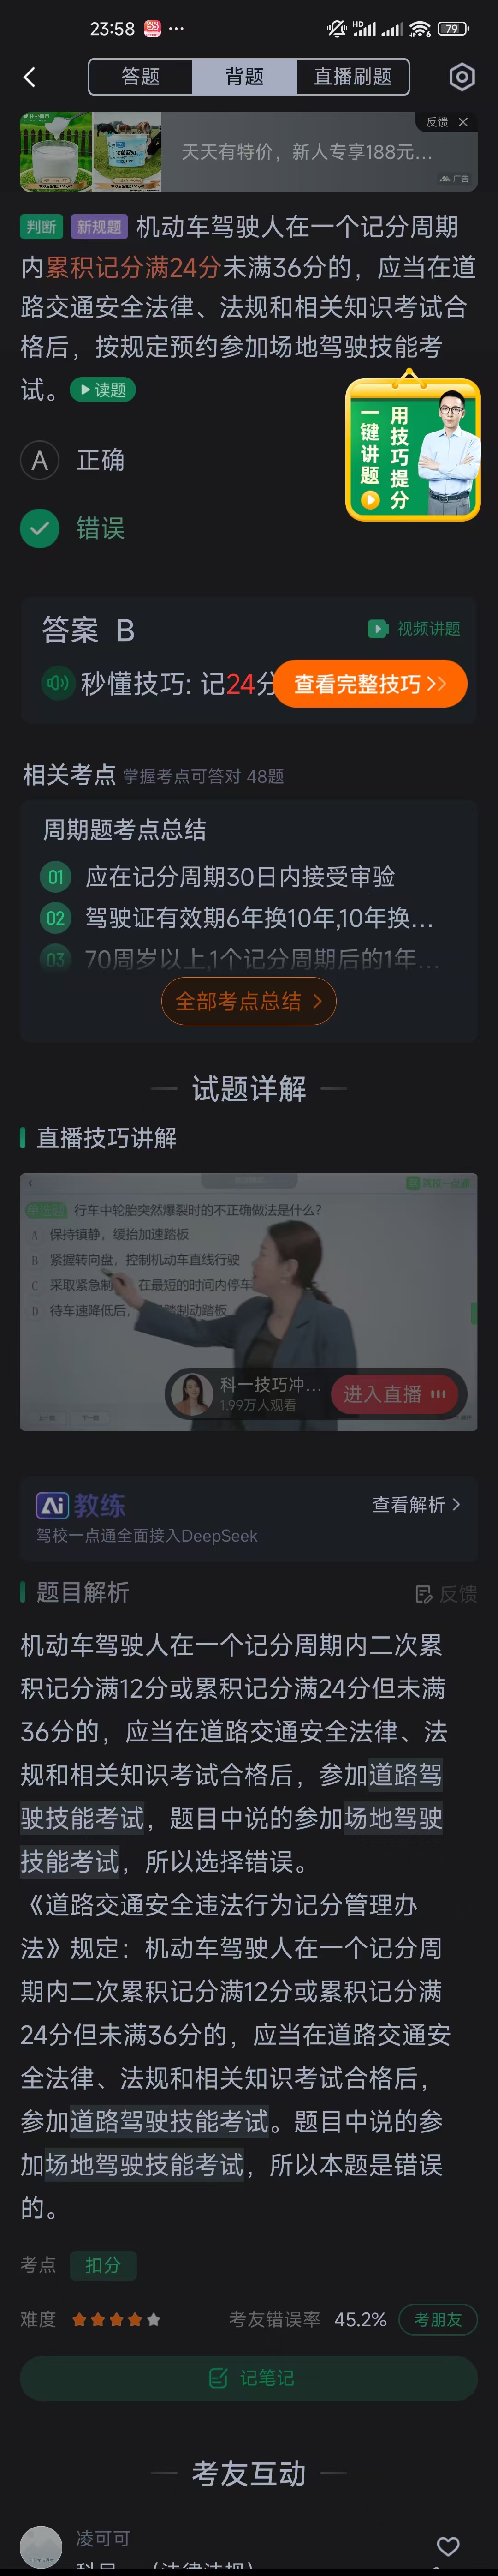 23:58
HD
79
答题 背题 直播刷题
反馈
天天有特价，新人专享188元...
广告
判断 新规题 机动车驾驶人在一个记分周期
内累积记分满24分未满36分的，应当在道
路交通安全法律、法规和相关知识考试合
格后，按规定预约参加场地驾驶技能考
试。 读题
一键讲题
用技巧提分
A 正确
错误
答案 B
视频讲题
秒懂技巧: 记24分
查看完整技巧
相关考点 掌握考点可答对 48题
周期题考点总结
01 应在记分周期30日内接受审验
02 驾驶证有效期6年换10年,10年换...
03 70周岁以上,1个记分周期后的1年...
全部考点总结
试题详解
直播技巧讲解
驾校一点通
行车中轮胎突然爆裂时的不正确做法是什么?
A 保持镇静，缓抬加速踏板
B 紧握转向盘，控制机动车直线行驶
C 采取紧急制 在最短的时间内停车
D 待车速降低后， 踏制动踏板
科一技巧冲...
1.99万人观看
进入直播
Ai 教练
查看解析
驾校一点通全面接入DeepSeek
题目解析
反馈
机动车驾驶人在一个记分周期内二次累
积记分满12分或累积记分满24分但未满
36分的，应当在道路交通安全法律、法
规和相关知识考试合格后，参加道路驾
驶技能考试，题目中说的参加场地驾驶
技能考试，所以选择错误。
《道路交通安全违法行为记分管理办
法》规定：机动车驾驶人在一个记分周
期内二次累积记分满12分或累积记分满
24分但未满36分的，应当在道路交通安
全法律、法规和相关知识考试合格后，
参加道路驾驶技能考试。题目中说的参
加场地驾驶技能考试，所以本题是错误
的。
考点 扣分
难度
考友错误率 45.2% 考朋友
记笔记
考友互动
凌可可